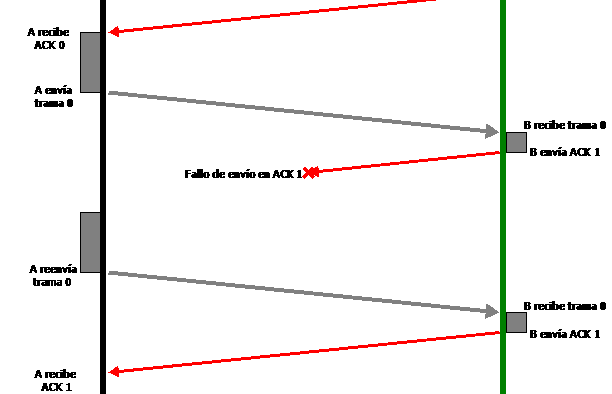 A recibe
ACK 0
A envía
trama 0
B recibe trama 0
B envía ACK 1
Fallo de envío en ACK 1
A reenvía
trama 0
B recibe trama 0
B envía ACK 1
A recibe
ACK 1